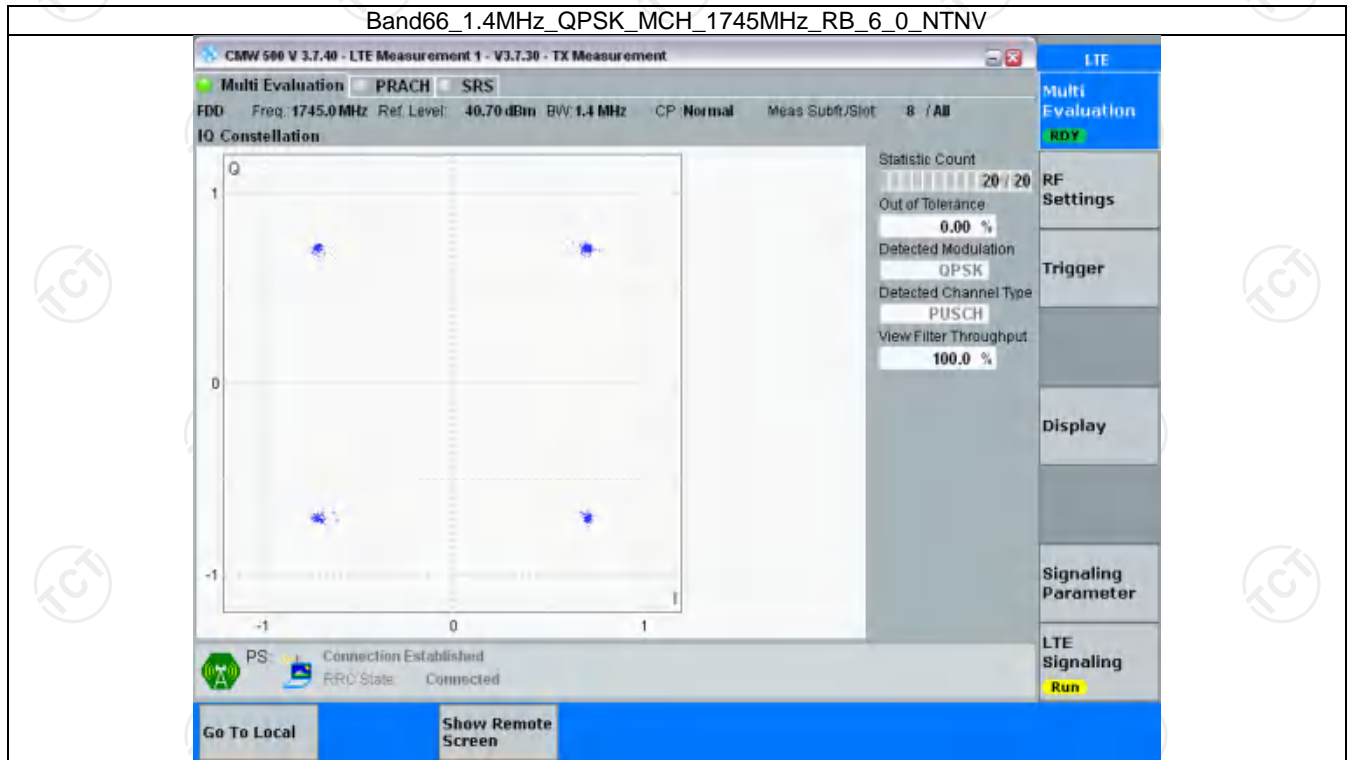 Band66_1.4MHz_QPSK_MCH_1745MHz_RB_6_0_NTNV
CMW 500 V 3.7.40 - LTE Measurement 1 - V3.7.30 - TX Measurement
LTE
Multi Evaluation PRACH SRS
FDD Freq.: 1745.0 MHz Ref. Level: 40.70 dBm BW: 1.4 MHz CP: Normal Meas Subfr./Slot: 8 / All
IQ Constellation
Q
1
0
-1
I
-1 0 1
Statistic Count
20 / 20
Out of Tolerance
0.00 %
Detected Modulation
QPSK
Detected Channel Type
PUSCH
View Filter Throughput
100.0 %
Multi
Evaluation
RDY
RF
Settings
Trigger
Display
Signaling
Parameter
LTE
Signaling
Run
PS: Connection Established
RRC State: Connected
Go To Local
Show Remote
Screen
TCT
TCT
TCT
TCT